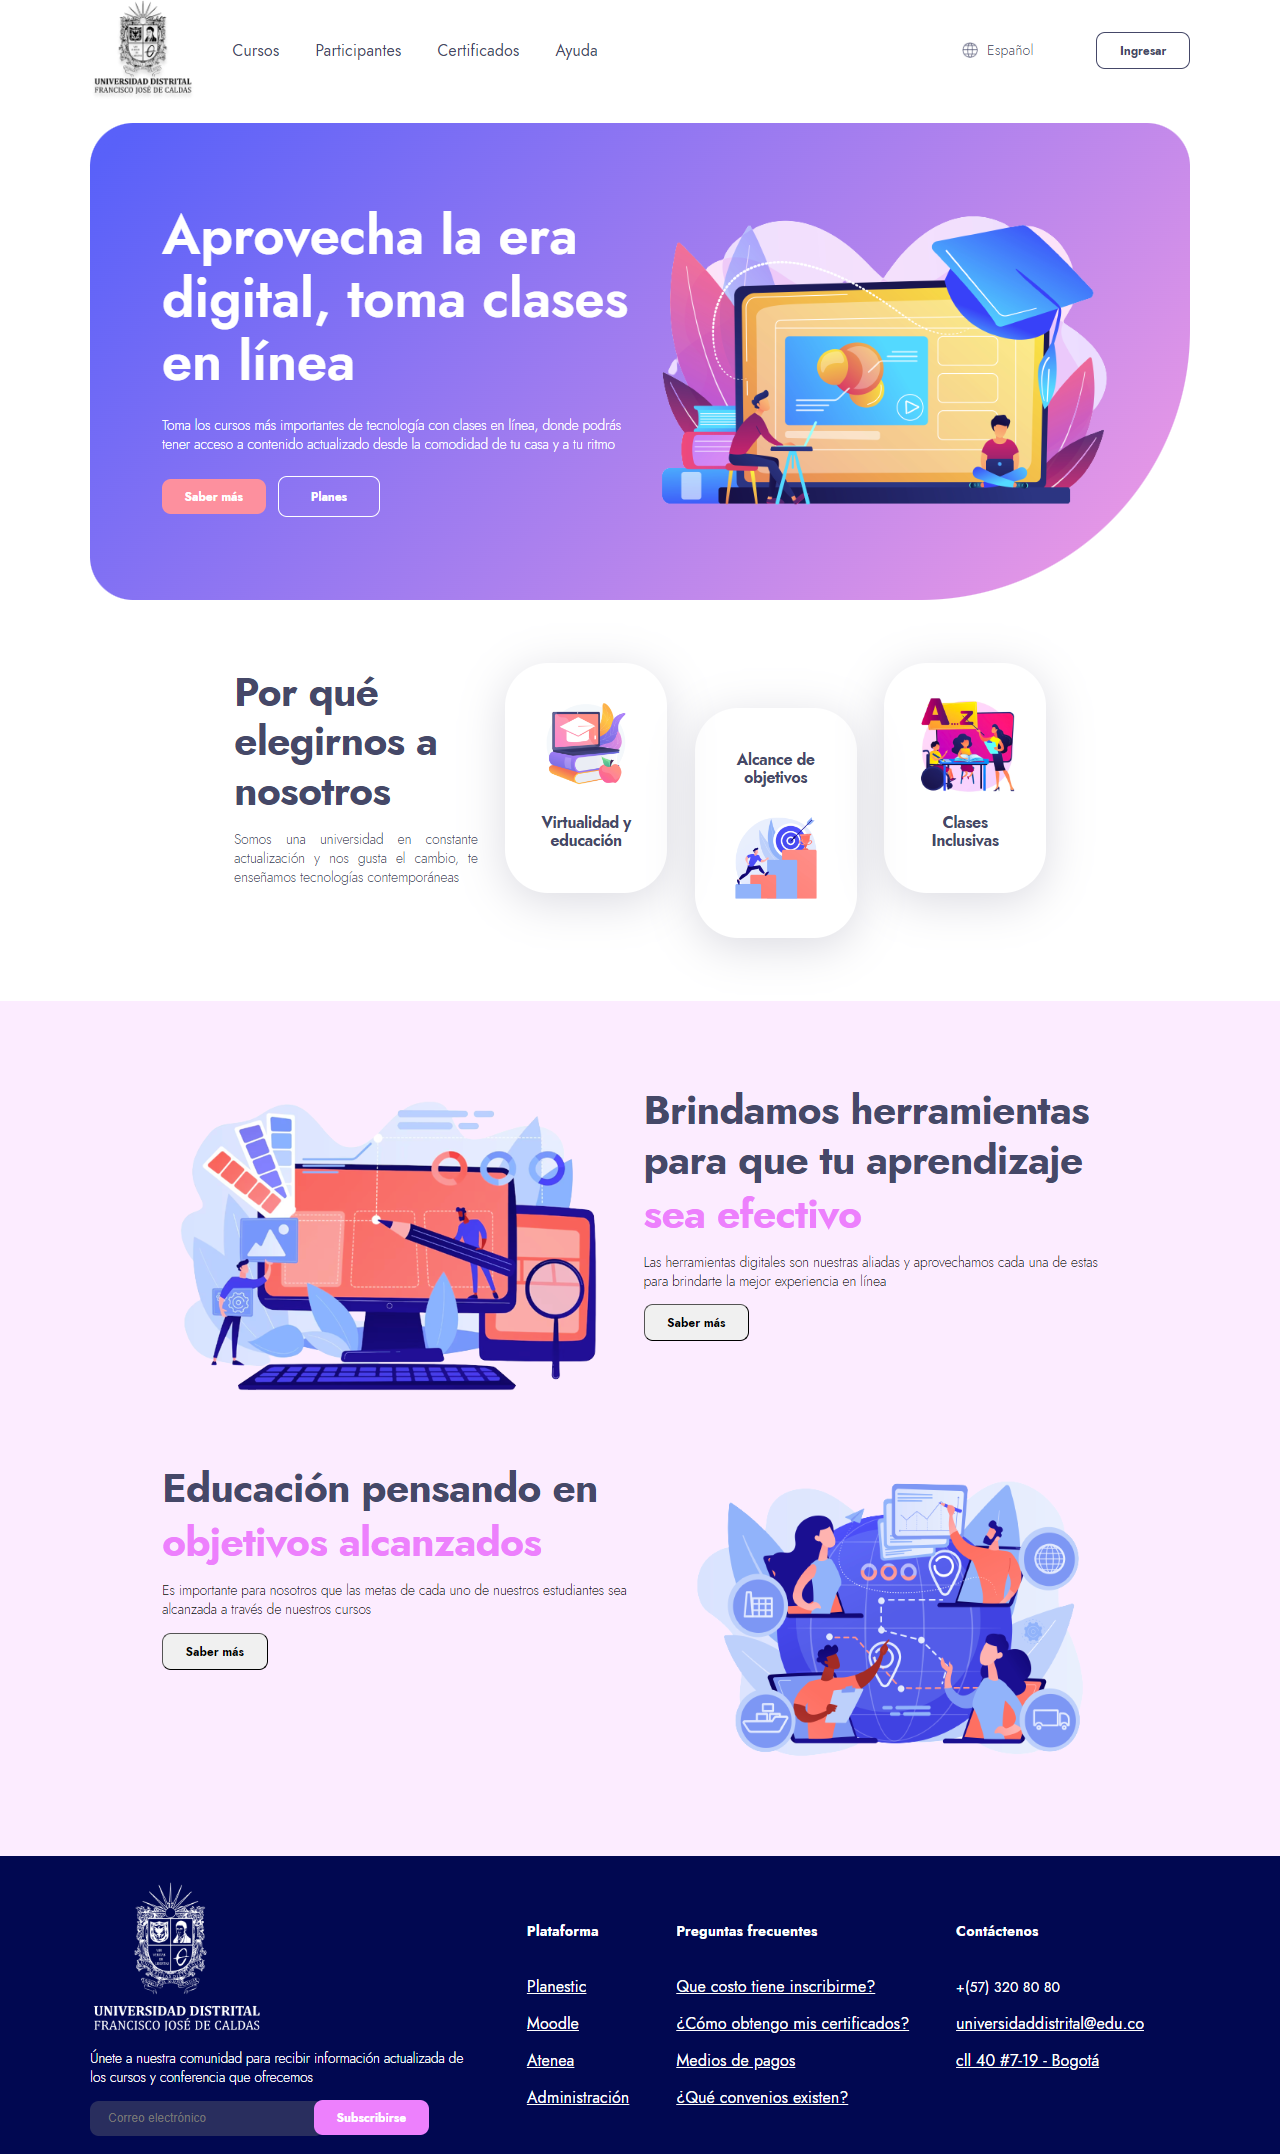 UNIVERSIDAD DISTRITAL
FRANCISCO JOSÉ DE CALDAS
Cursos
Participantes
Certificados
Ayuda
Español
Ingresar
Aprovecha la era
digital, toma clases
en línea
Toma los cursos más importantes de tecnología con clases en línea, donde podrás
tener acceso a contenido actualizado desde la comodidad de tu casa y a tu ritmo
Saber más
Planes
Por qué
elegirnos a
nosotros
Somos una universidad en constante
actualización y nos gusta el cambio, te
enseñamos tecnologías contemporáneas
Virtualidad y
educación
Alcance de
objetivos
A...z
Clases
Inclusivas
Brindamos herramientas
para que tu aprendizaje
sea efectivo
Las herramientas digitales son nuestras aliadas y aprovechamos cada una de estas
para brindarte la mejor experiencia en línea
Saber más
Educación pensando en
objetivos alcanzados
Es importante para nosotros que las metas de cada uno de nuestros estudiantes sea
alcanzada a través de nuestros cursos
Saber más
UNIVERSIDAD DISTRITAL
FRANCISCO JOSÉ DE CALDAS
Únete a nuestra comunidad para recibir información actualizada de
los cursos y conferencia que ofrecemos
Correo electrónico
Subscribirse
Plataforma
Planestic
Moodle
Atenea
Administración
Preguntas frecuentes
Que costo tiene inscribirme?
¿Cómo obtengo mis certificados?
Medios de pagos
¿Qué convenios existen?
Contáctenos
+(57) 320 80 80
universidaddistrital@edu.co
cll 40 #7-19 - Bogotá